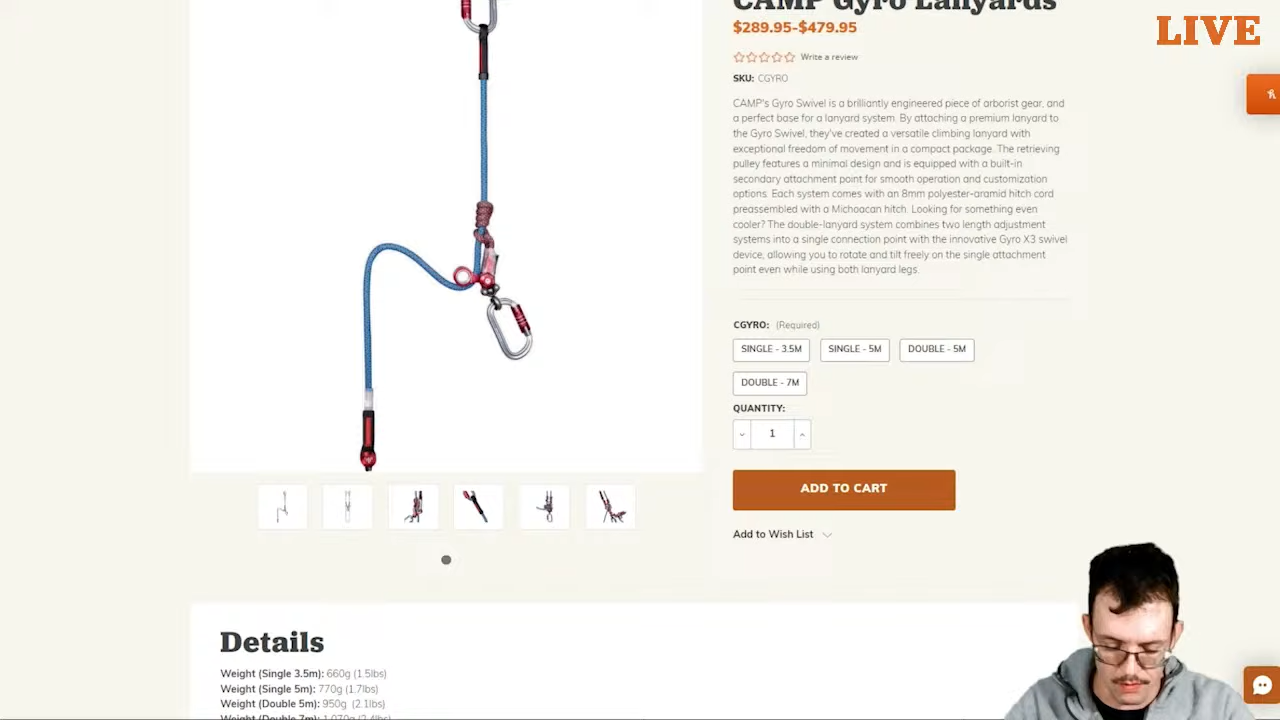 CAMP Gyro Lanyards
LIVE
$289.95-$479.95
Write a review
SKU: CGYRO
CAMP's Gyro Swivel is a brilliantly engineered piece of arborist gear, and
a perfect base for a lanyard system. By attaching a premium lanyard to
the Gyro Swivel, they've created a versatile climbing lanyard with
exceptional freedom of movement in a compact package. The retrieving
pulley features a minimal design and is equipped with a built-in
secondary attachment point for smooth operation and customization
options. Each system comes with an 8mm polyester-aramid hitch cord
preassembled with a Michoacan hitch. Looking for something even
cooler? The double-lanyard system combines two length adjustment
systems into a single connection point with the innovative Gyro X3 swivel
device, allowing you to rotate and tilt freely on the single attachment
point even while using both lanyard legs.
CGYRO: (Required)
SINGLE - 3.5M
SINGLE - 5M
DOUBLE - 5M
DOUBLE - 7M
QUANTITY:
1
ADD TO CART
Add to Wish List
Details
Weight (Single 3.5m): 660g (1.5lbs)
Weight (Single 5m): 770g (1.7lbs)
Weight (Double 5m): 950g (2.1lbs)
Weight (Double 7m): 1,070g (2.4lbs)